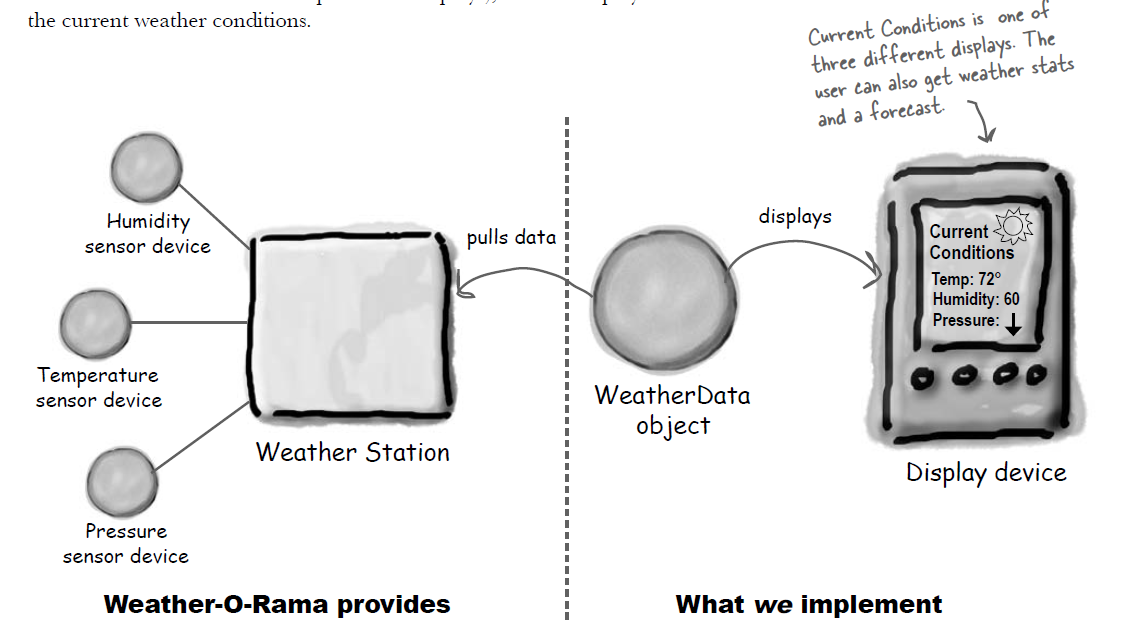 the current weather conditions.
Current Conditions is one of
three different displays. The
user can also get weather stats
and a forecast.
Humidity
sensor device
pulls data
displays
Current
Conditions
Temp: 72°
Humidity: 60
Pressure:
Temperature
sensor device
WeatherData
object
Weather Station
Display device
Pressure
sensor device
Weather-O-Rama provides
What we implement